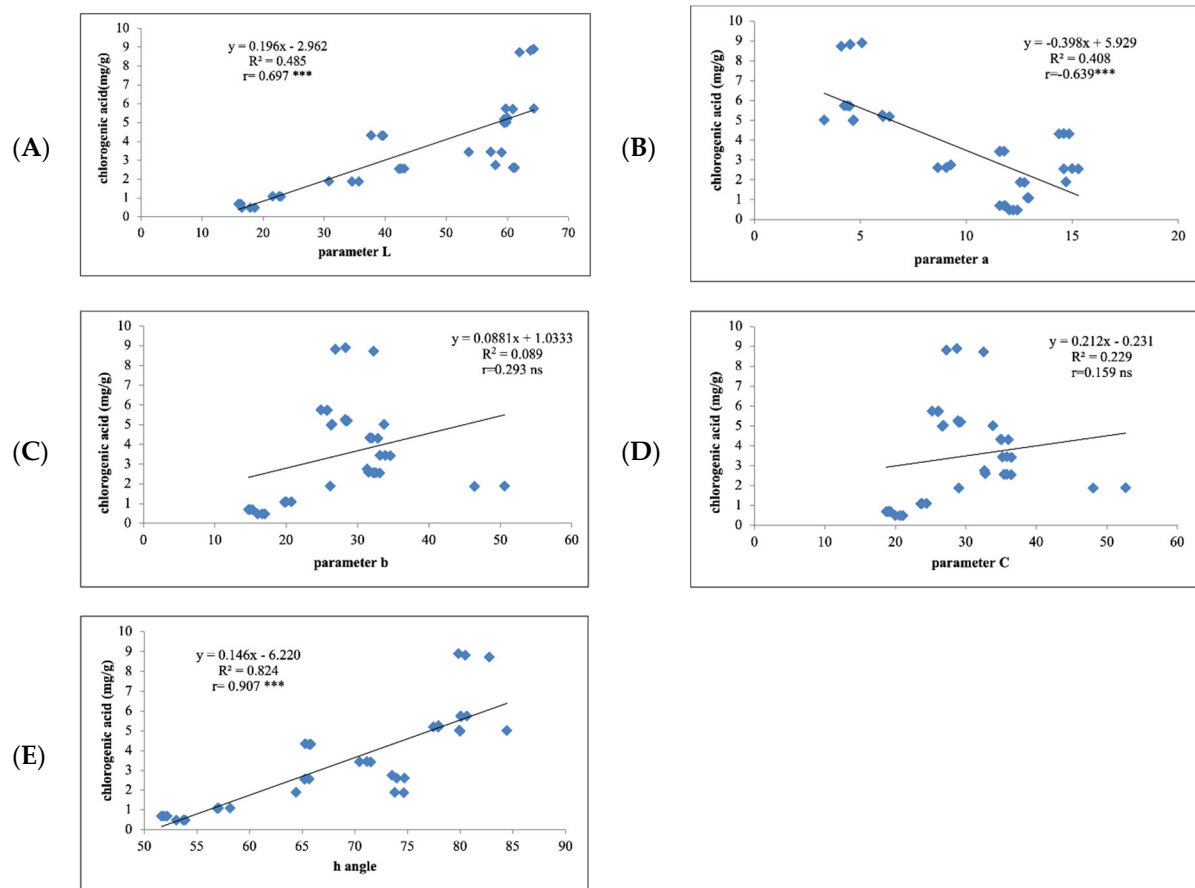 (A)
chlorogenic acid(mg/g)
10
9
8
7
6
5
4
3
2
1
0
y = 0.196x - 2.962
R² = 0.485
r= 0.697 ***
0 10 20 30 40 50 60 70
parameter L
(B)
chlorogenic acid (mg/g)
10
9
8
7
6
5
4
3
2
1
0
y = -0.398x + 5.929
R² = 0.408
r=-0.639***
0 5 10 15 20
parameter a
(C)
chlorogenic acid (mg/g)
10
9
8
7
6
5
4
3
2
1
0
y = 0.0881x + 1.0333
R² = 0.089
r=0.293 ns
0 10 20 30 40 50 60
parameter b
(D)
chlorogenic acid (mg/g)
10
9
8
7
6
5
4
3
2
1
0
y = 0.212x - 0.231
R² = 0.229
r=0.159 ns
0 10 20 30 40 50 60
parameter C
(E)
chlorogenic acid (mg/g)
10
9
8
7
6
5
4
3
2
1
0
y = 0.146x - 6.220
R² = 0.824
r= 0.907 ***
50 55 60 65 70 75 80 85 90
h angle